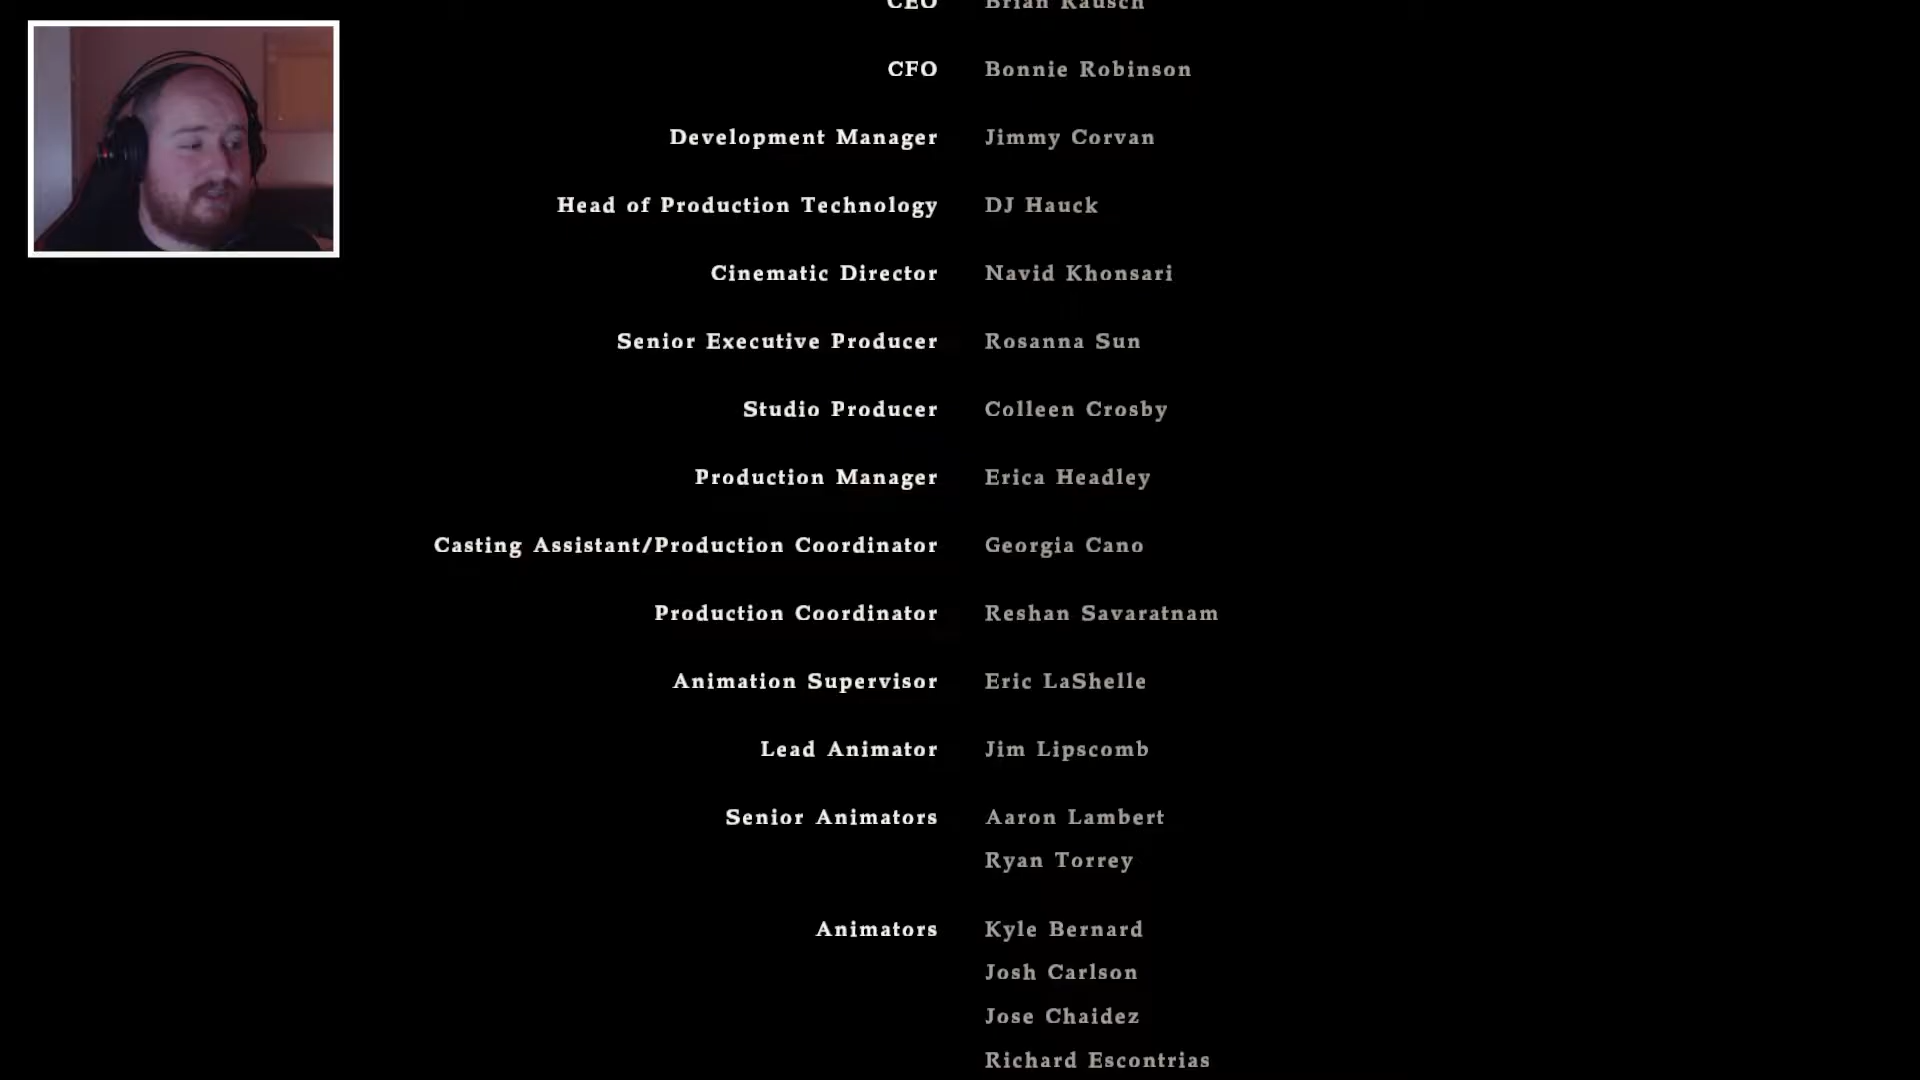 CEO Brian Rausch
CFO Bonnie Robinson
Development Manager Jimmy Corvan
Head of Production Technology DJ Hauck
Cinematic Director Navid Khonsari
Senior Executive Producer Rosanna Sun
Studio Producer Colleen Crosby
Production Manager Erica Headley
Casting Assistant/Production Coordinator Georgia Cano
Production Coordinator Reshan Savaratnam
Animation Supervisor Eric LaShelle
Lead Animator Jim Lipscomb
Senior Animators Aaron Lambert
Ryan Torrey
Animators Kyle Bernard
Josh Carlson
Jose Chaidez
Richard Escontrias